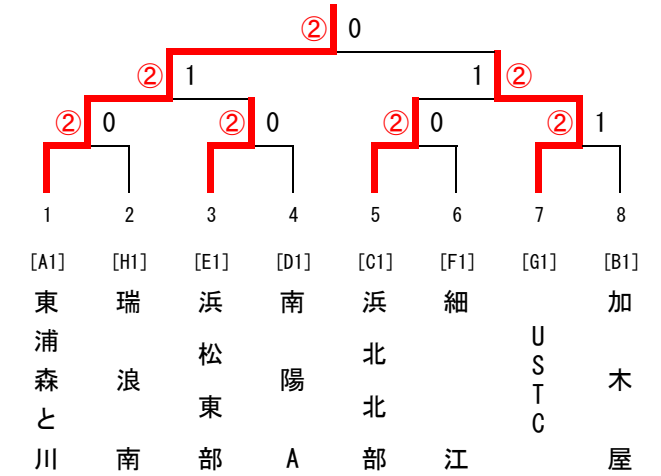 ② 0
② 1 1 ②
② 0 ② 0 ② 0 ② 1
1 2 3 4 5 6 7 8
[A1] [H1] [E1] [D1] [C1] [F1] [G1] [B1]
東浦森と川
瑞浪南
浜松東部
南陽A
浜北北部
細江
USTC
加木屋